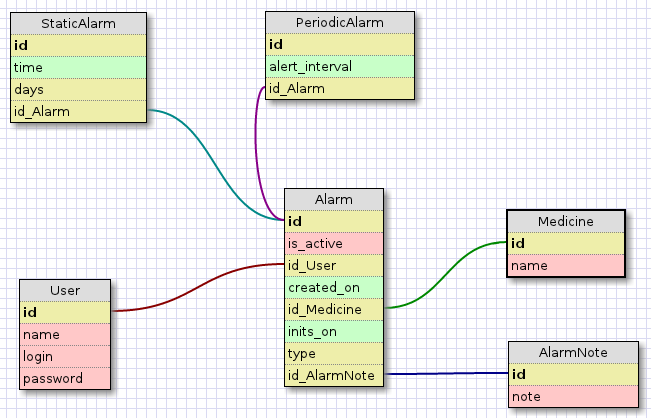 StaticAlarm
id
time
days
id_Alarm
PeriodicAlarm
id
alert_interval
id_Alarm
Alarm
id
is_active
id_User
created_on
id_Medicine
inits_on
type
id_AlarmNote
Medicine
id
name
User
id
name
login
password
AlarmNote
id
note